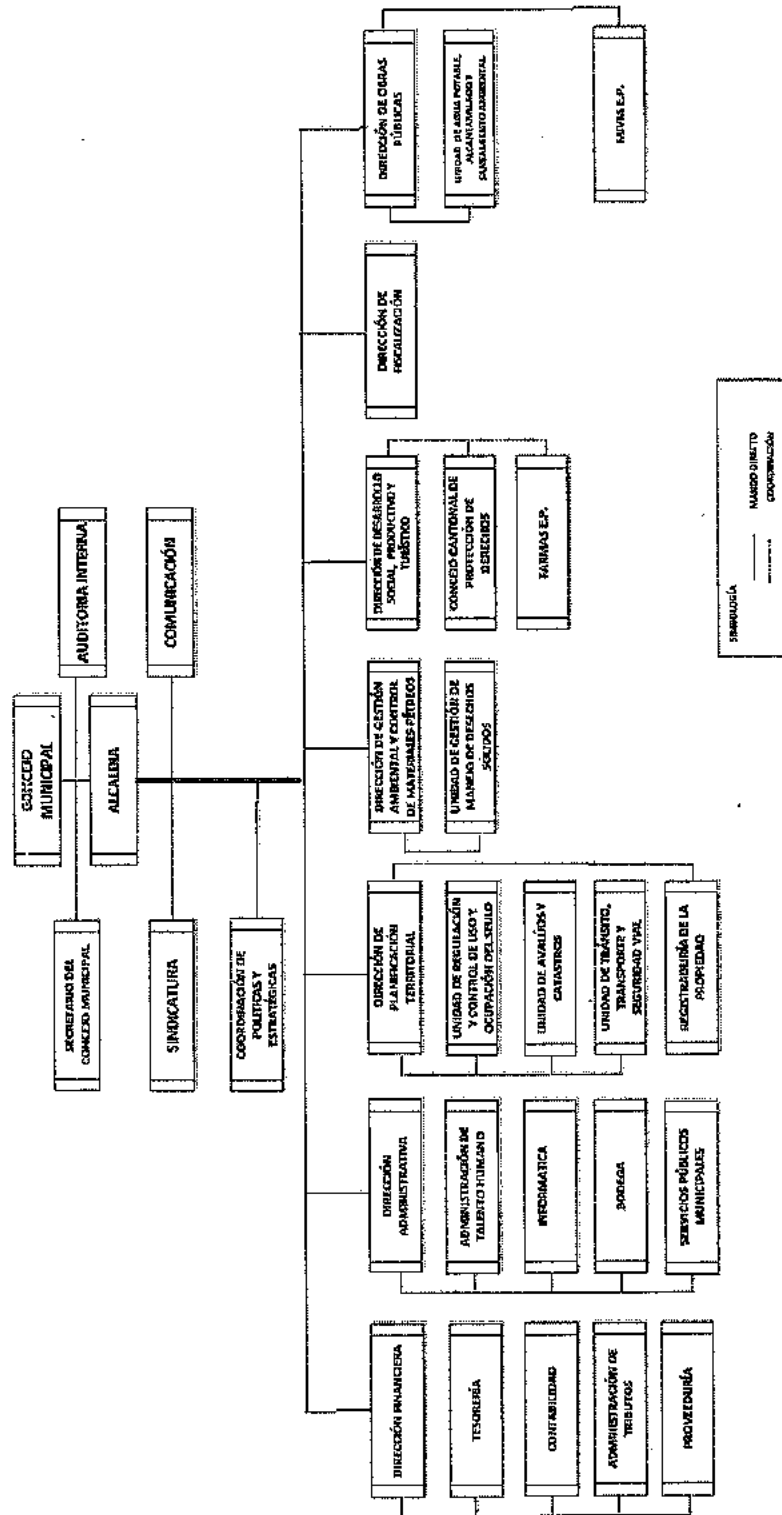 CONCEJO
MUNICIPAL
SECRETARIO DEL
CONCEJO MUNICIPAL
AUDITORIA INTERNA
ALCALDIA
SINDICATURA
COMUNICACIÓN
COORDINACIÓN DE
POLITICAS Y
ESTRATÉGICAS
DIRECCIÓN FINANCIERA
TESORERÍA
CONTABILIDAD
ADMINISTRACIÓN DE
TRIBUTOS
PROVEEDURÍA
DIRECCIÓN
ADMINISTRATIVA
ADMINISTRACIÓN DE
TALENTO HUMANO
INFORMATICA
BODEGA
SERVICIOS PÚBLICOS
MUNICIPALES
DIRECCIÓN DE
PLANIFICACIÓN
TERRITORIAL
UNIDAD DE REGULACIÓN
Y CONTROL DE USO Y
OCUPACIÓN DEL SUELO
UNIDAD DE AVALÚOS Y
CATASTROS
UNIDAD DE TRÁNSITO,
TRANSPORTE Y
SEGURIDAD VIAL
REGISTRADURÍA DE LA
PROPIEDAD
DIRECCIÓN DE GESTIÓN
AMBIENTAL Y CONTROL
DE MATERIALES PÉTREOS
UNIDAD DE GESTIÓN DE
MANEJO DE DESECHOS
SOLIDOS
DIRECCIÓN DE DESARROLLO
SOCIAL, PRODUCTIVO Y
TURÍSTICO
CONCEJO CANTONAL DE
PROTECCIÓN DE
DERECHOS
FARMAS E.P.
DIRECCIÓN DE
FISCALIZACIÓN
DIRECCIÓN DE OBRAS
PÚBLICAS
UNIDAD DE AGUA POTABLE,
ALCANTARILLADO Y
SANEAMIENTO AMBIENTAL
SIMBOLOGÍA
MANDO DIRECTO
COORDINACIÓN